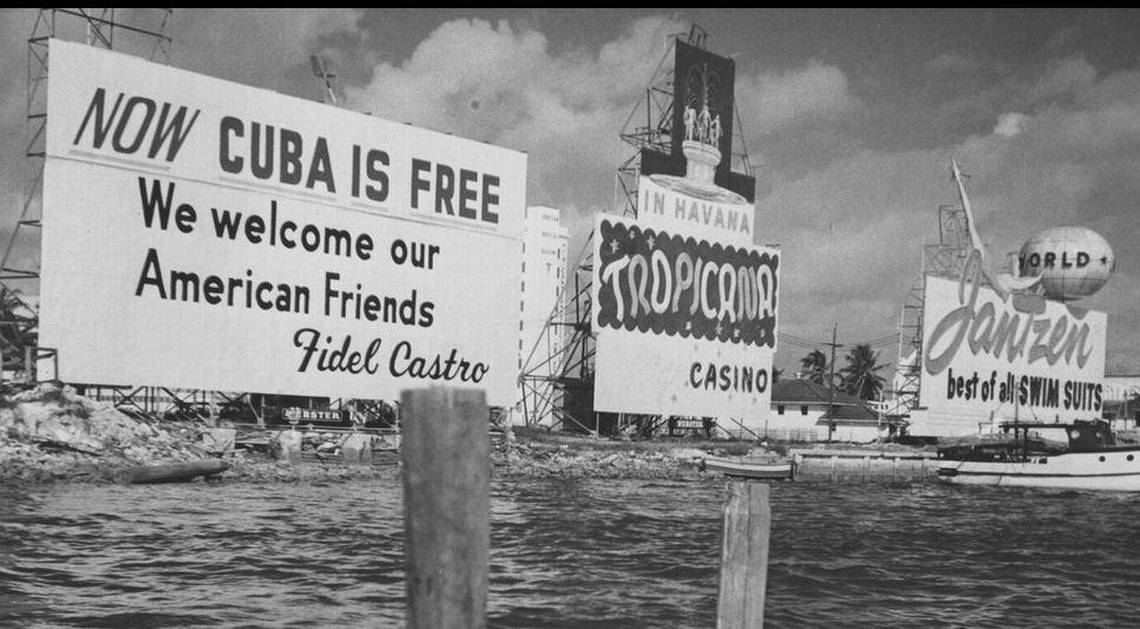 NOW CUBA IS FREE
We welcome our
American Friends
Fidel Castro
IN HAVANA
TROPICANA
CASINO
WORLD
Jantzen
best of all SWIM SUITS